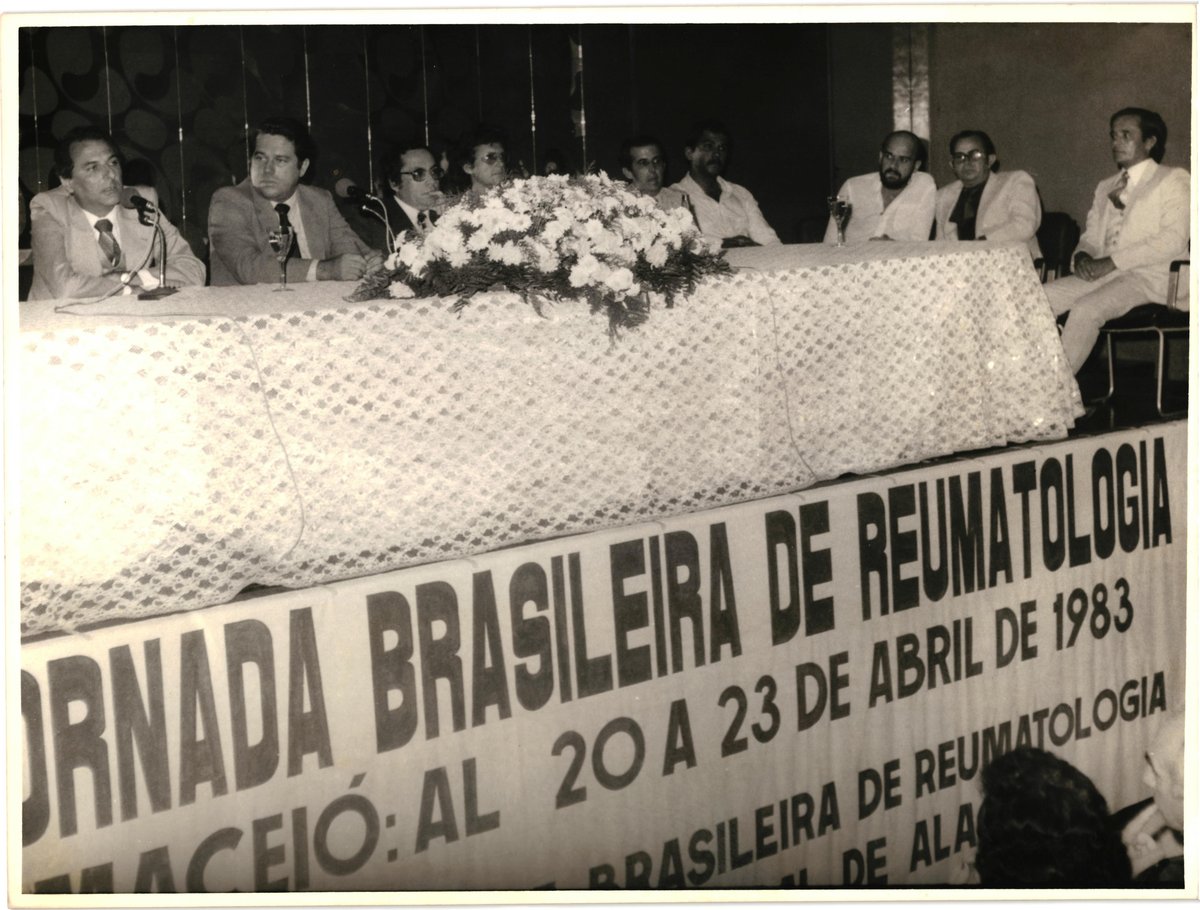 ORNADA BRASILEIRA DE REUMATOLOGIA
MACEIÓ: AL 20 A 23 DE ABRIL DE 1983
BRASILEIRA DE REUMATOLOGIA
DE ALA